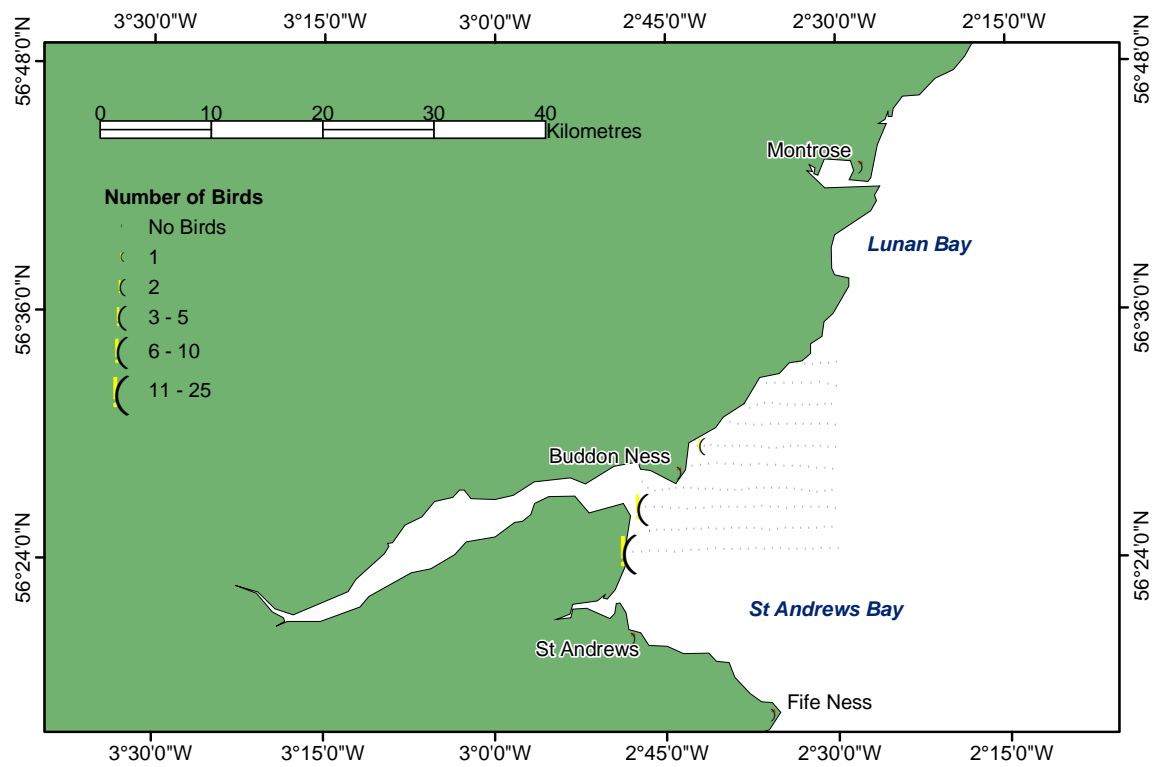 3°30'0"W 3°15'0"W 3°0'0"W 2°45'0"W 2°30'0"W 2°15'0"W
56°48'0"N 56°48'0"N
0 10 20 30 40
Kilometres
Montrose
Number of Birds
No Birds
Lunan Bay
1
2
56°36'0"N 56°36'0"N
3 - 5
6 - 10
11 - 25
Buddon Ness
56°24'0"N 56°24'0"N
St Andrews Bay
St Andrews
Fife Ness
3°30'0"W 3°15'0"W 3°0'0"W 2°45'0"W 2°30'0"W 2°15'0"W